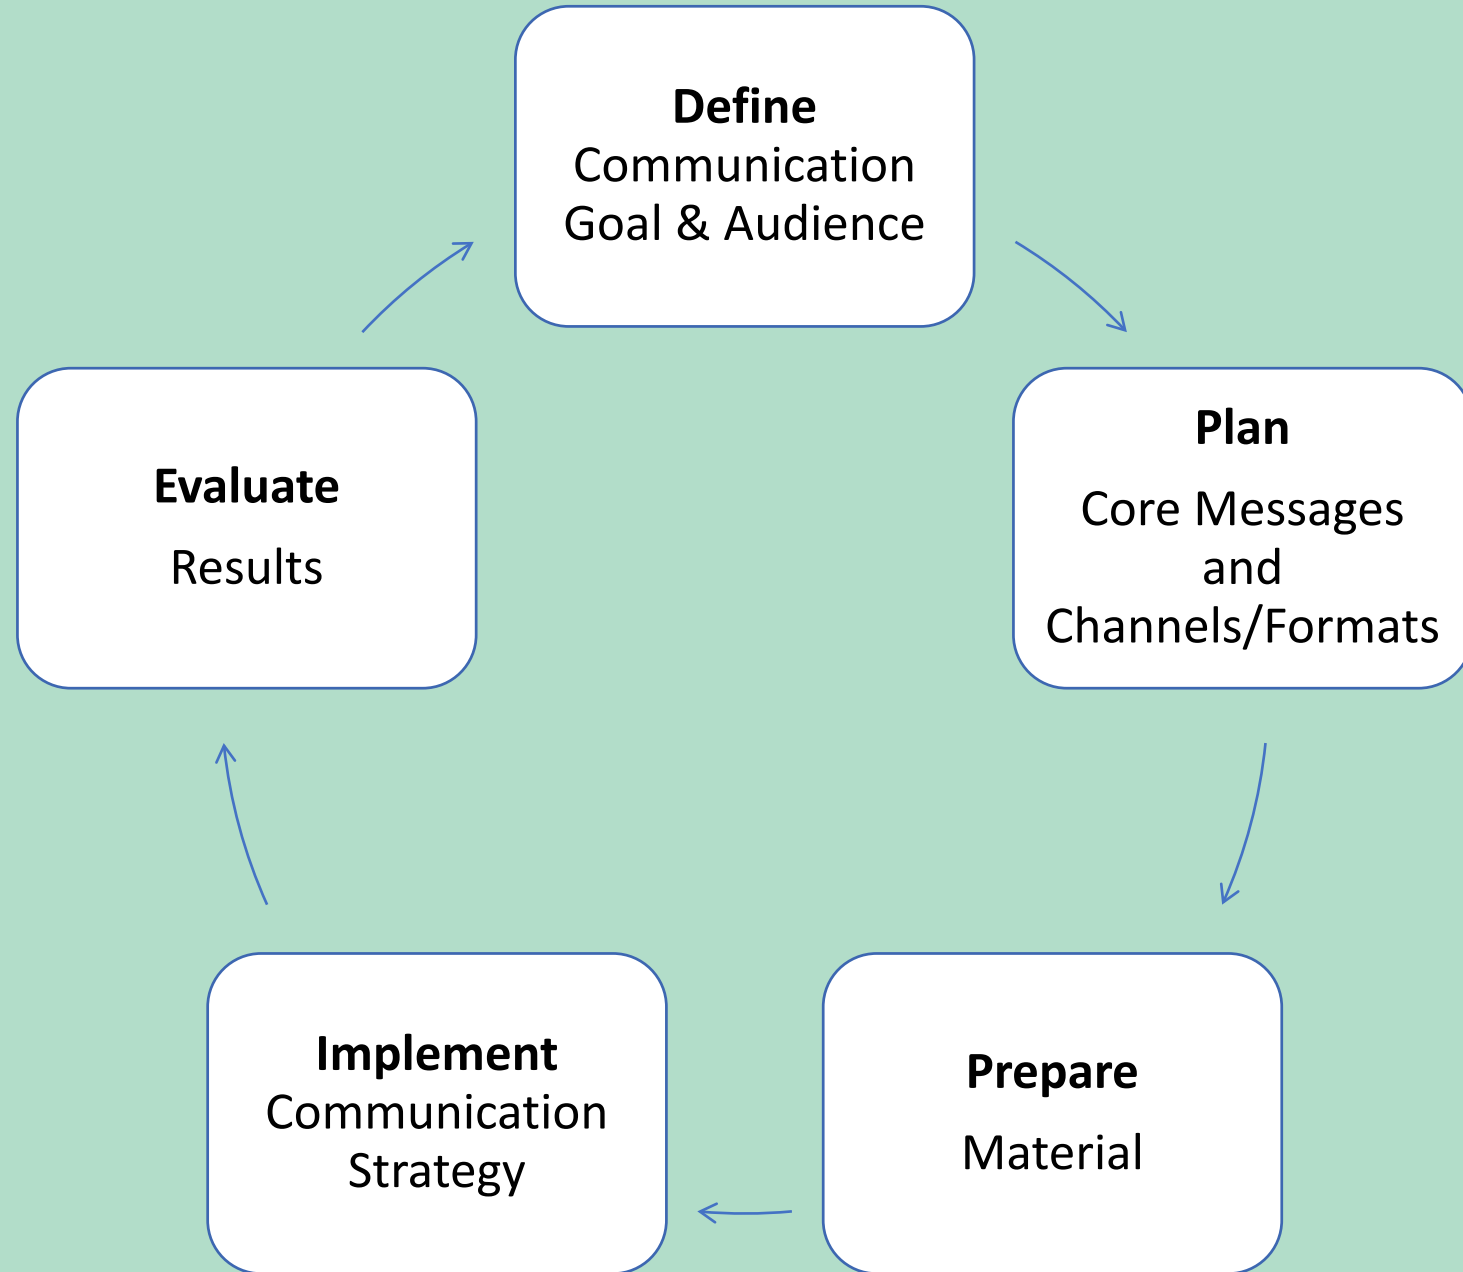 Define
Communication
Goal & Audience
Plan
Core Messages
and
Channels/Formats
Prepare
Material
Implement
Communication
Strategy
Evaluate
Results